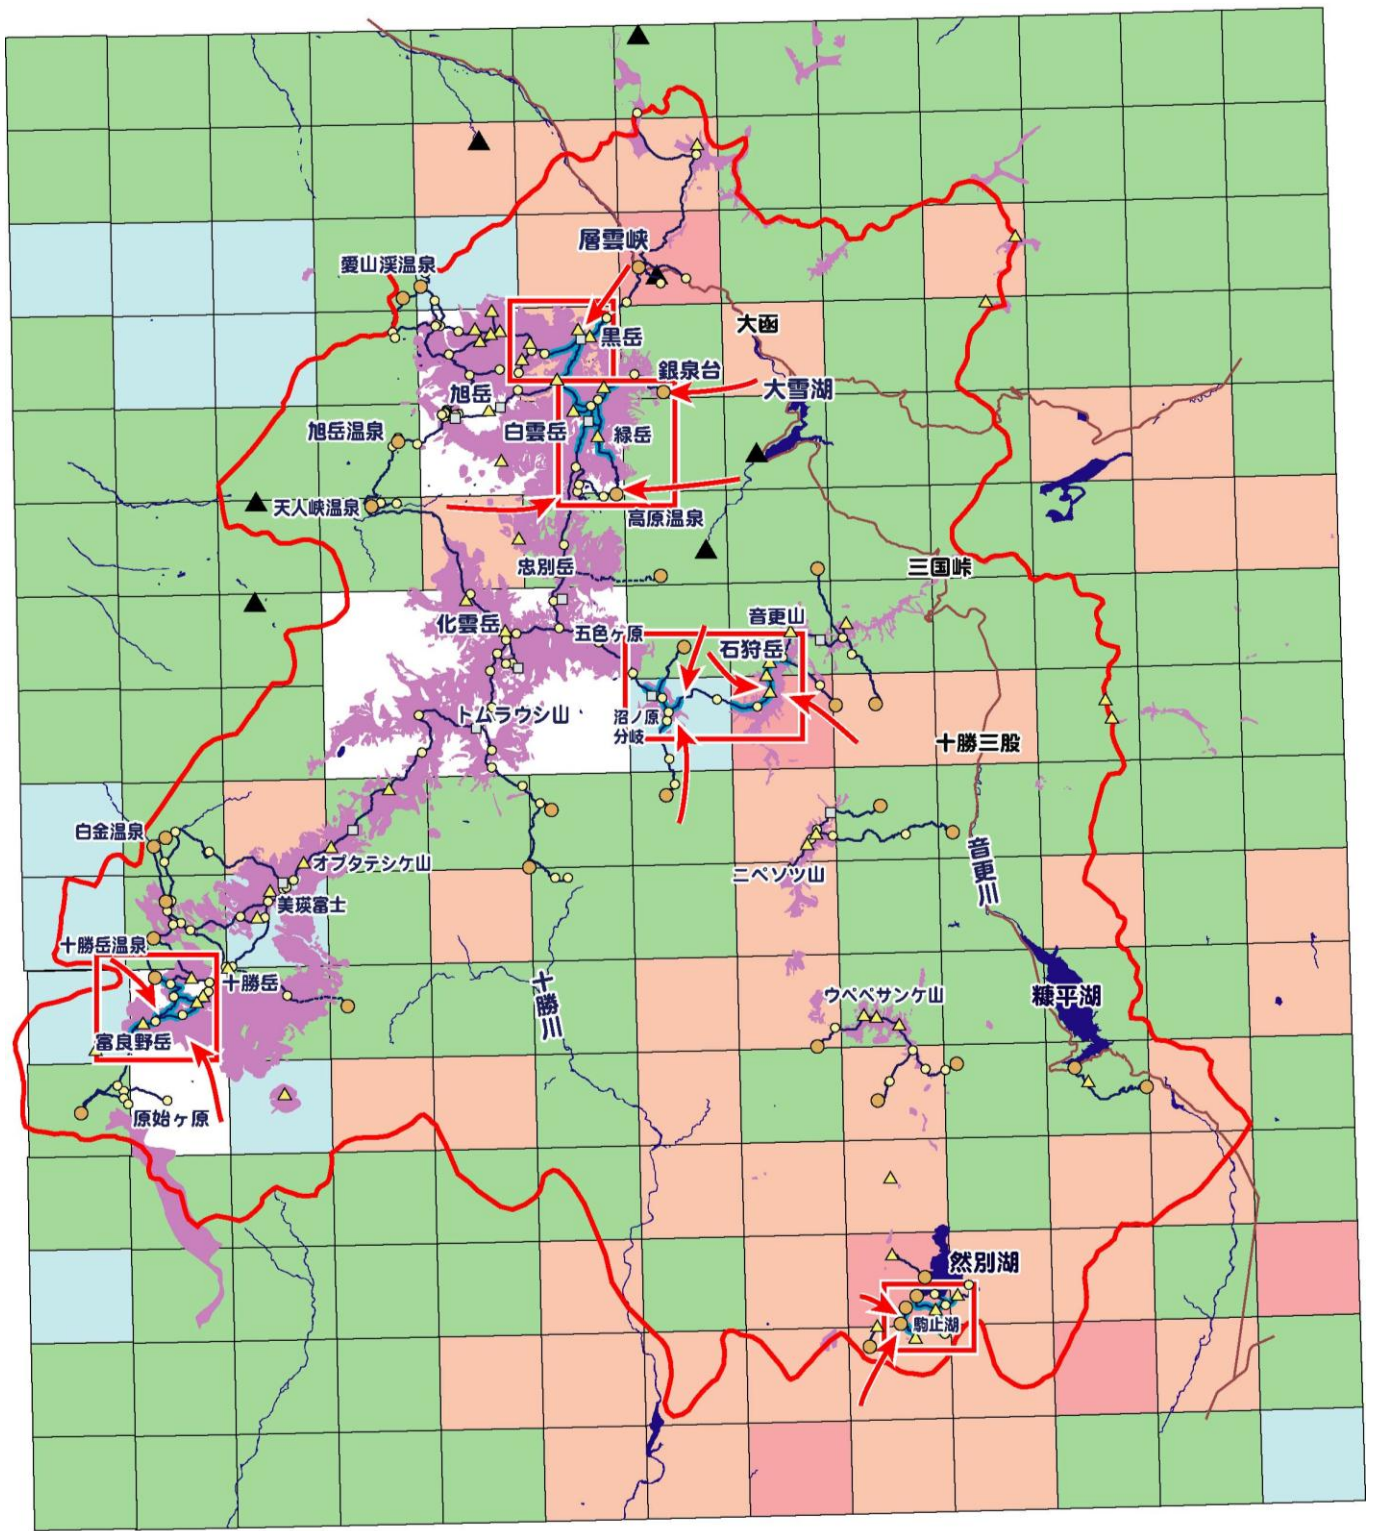 層雲峡
愛山渓温泉
大函
黒岳
銀泉台
大雪湖
旭岳
旭岳温泉
白雲岳
緑岳
天人峡温泉
高原温泉
忠別岳
三国峠
化雲岳
五色ヶ原
音更山
石狩岳
トムラウシ山
沼ノ原
分岐
十勝三股
白金温泉
オプタテシケ山
音更川
ニペソツ山
美瑛富士
十勝岳温泉
十勝岳
十勝川
ウペペサンケ山
糠平湖
富良野岳
原始ヶ原
然別湖
駒止湖